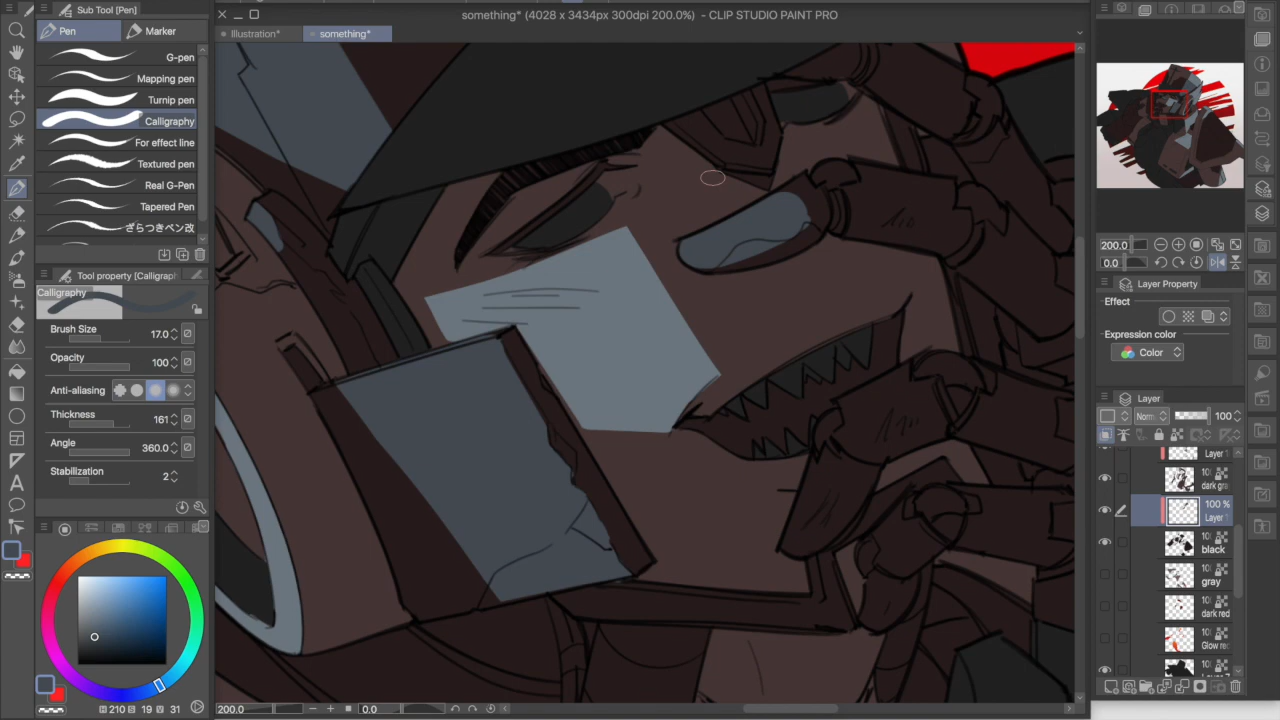 Sub Tool [Pen]
something* (4028 x 3434px 300dpi 200.0%) - CLIP STUDIO PAINT PRO
Pen
Marker
Illustration*
something*
G-pen
Mapping pen
Turnip pen
Calligraphy
For effect line
Textured pen
Real G-Pen
Tapered Pen
ざらつきペン改
Tool property [Calligraph
Calligraphy
Brush Size
17.0
Opacity
100
Anti-aliasing
Thickness
161
Angle
360.0
Stabilization
2
H 210 S 19 V 31
200.0
0.0
200.0
0.0
Layer Property
Effect
Expression color
Color
Layer
Norm
100
Layer
dark gra
100 %
Layer 1
black
gray
dark red
Glow re